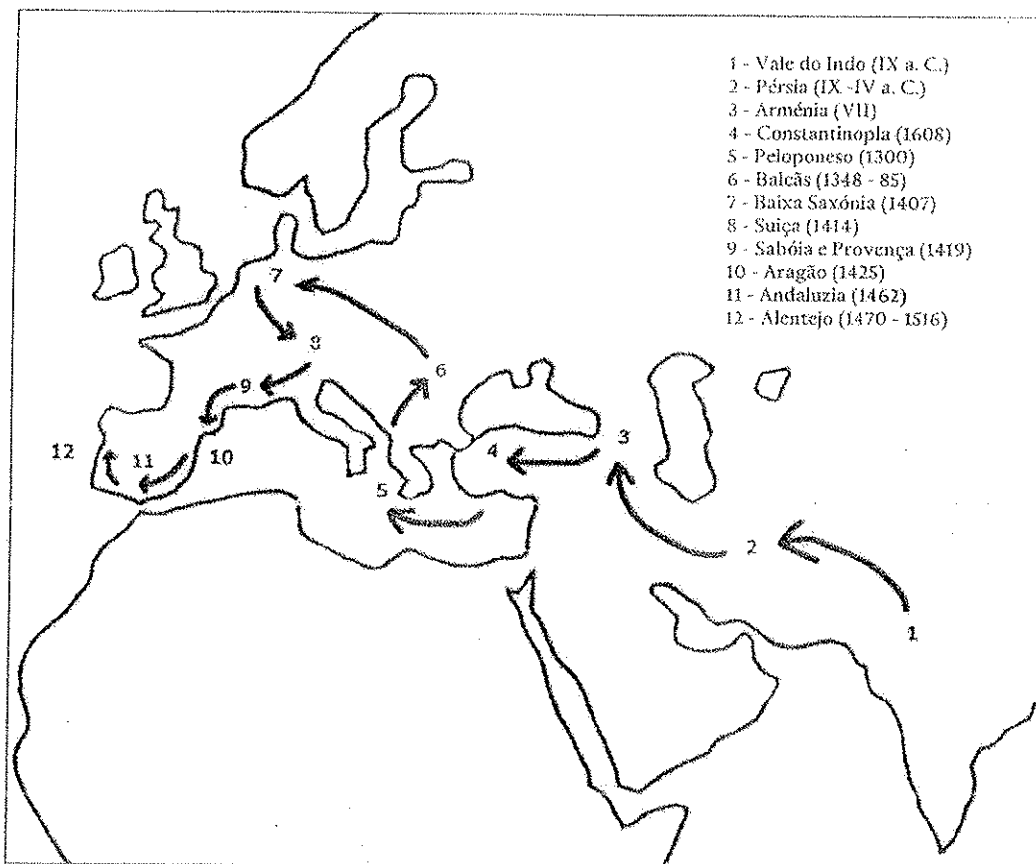 1 - Vale do Indo (IX a. C.)
2 - Pérsia (IX -IV a. C.)
3 - Arménia (VII)
4 - Constantinopla (1608)
5 - Peloponeso (1300)
6 - Balcãs (1348 - 85)
7 - Baixa Saxónia (1407)
8 - Suiça (1414)
9 - Sabóia e Provença (1419)
10 - Aragão (1425)
11 - Andaluzia (1462)
12 - Alentejo (1470 - 1516)
7
8
6
9
12
11
10
4
3
5
2
1